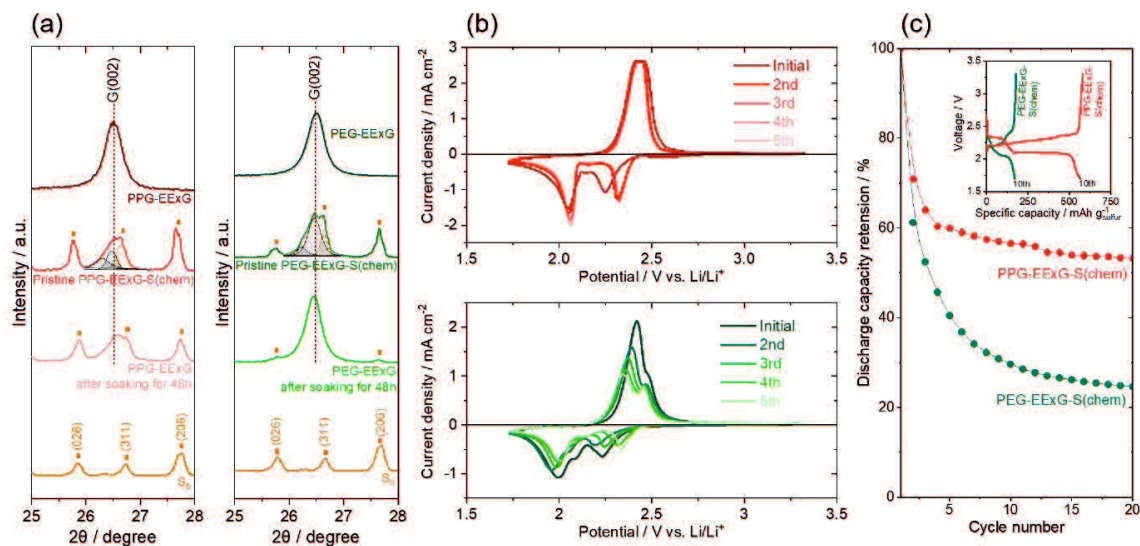 (a)
G(002)
PPG-EExG
Pristine PPG-EExG-S(chem)
PPG-EExG
after soaking for 48h
(026)
(311)
(206)
S8
25 26 27 28
2θ / degree
Intensity / a.u.
G(002)
PEG-EExG
Pristine PEG-EExG-S(chem)
PEG-EExG
after soaking for 48h
(026)
(311)
(206)
S8
25 26 27 28
2θ / degree
Intensity / a.u.
(b)
Initial
2nd
3rd
4th
5th
3
2
1
0
-1
-2
1.5 2.0 2.5 3.0 3.5
Current density / mA cm-2
Potential / V vs. Li/Li+
Initial
2nd
3rd
4th
5th
2
1
0
-1
1.5 2.0 2.5 3.0 3.5
Current density / mA cm-2
Potential / V vs. Li/Li+
(c)
100
80
60
40
20
0
Discharge capacity retention / %
3.5
3.0
2.5
2.0
1.5
Voltage / V
PEG-EExG-
S(chem)
PPG-EExG-
S(chem)
10th
10th
0 250 500 750
Specific capacity / mAh g-1sulfur
PPG-EExG-S(chem)
PEG-EExG-S(chem)
5 10 15 20
Cycle number